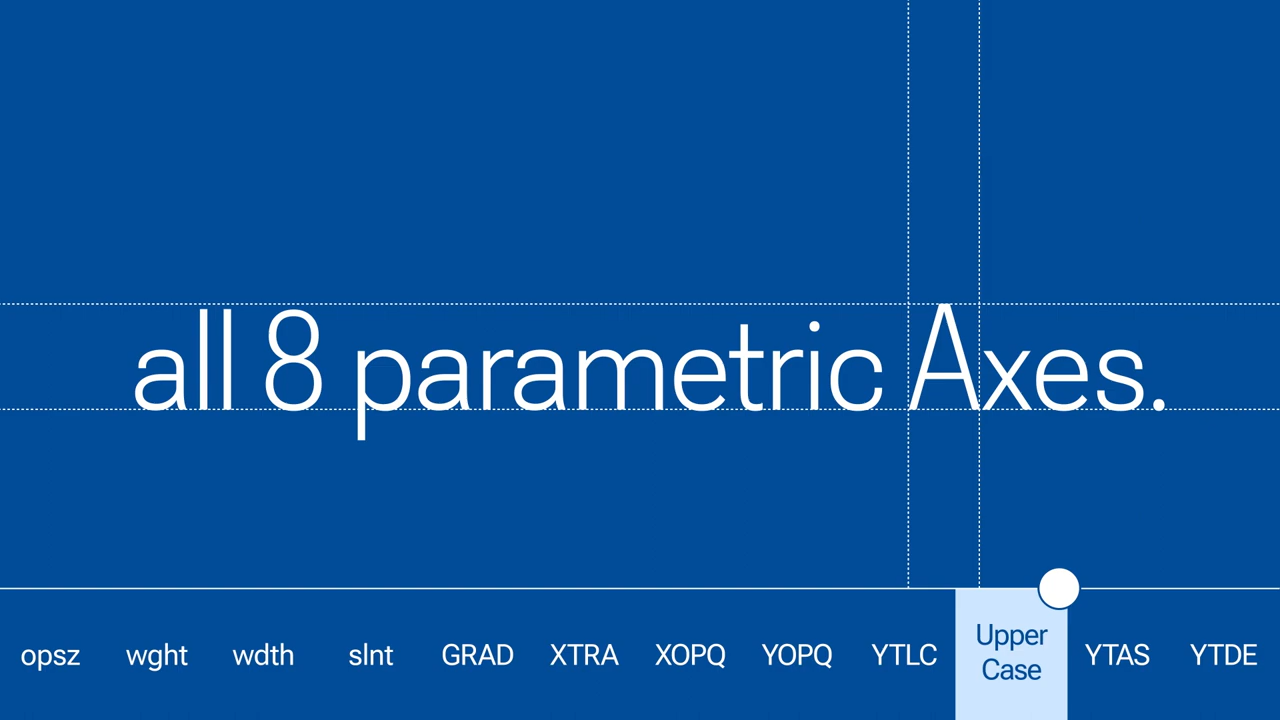 all 8 parametric Axes.
opsz wght wdth slnt GRAD XTRA XOPQ YOPQ YTLC Upper Case YTAS YTDE